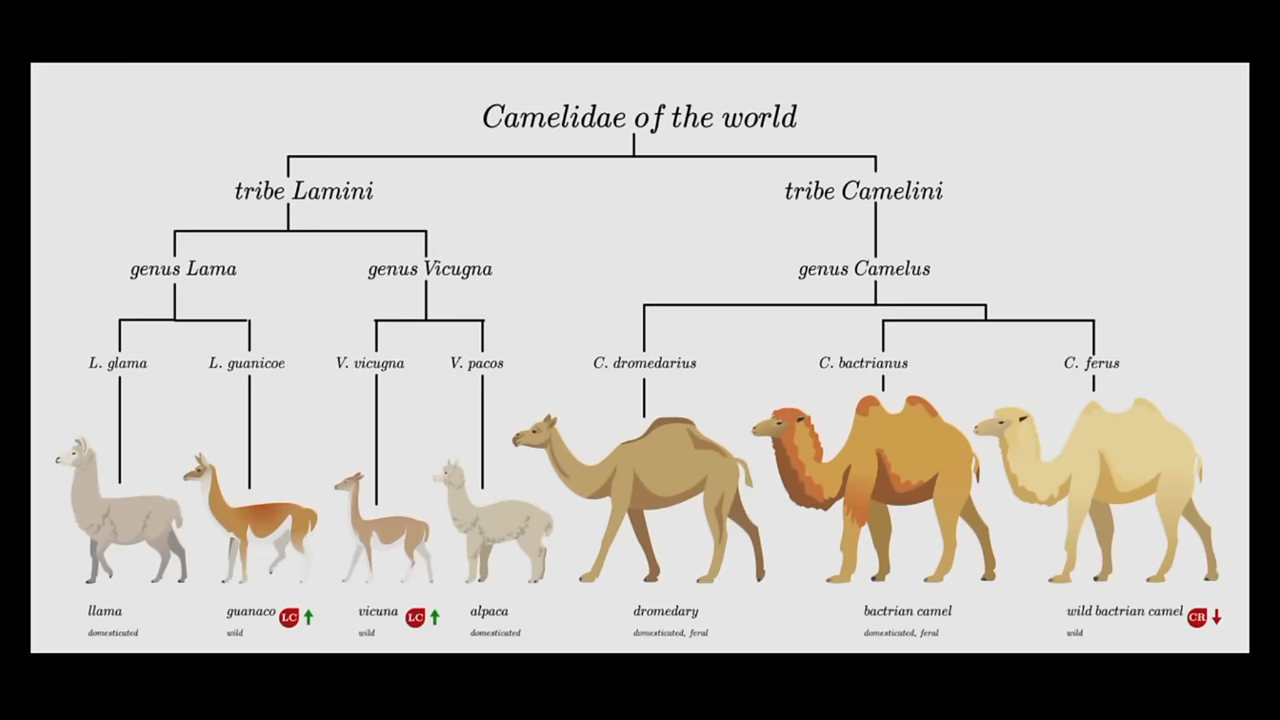 Camelidae of the world
tribe Lamini
tribe Camelini
genus Lama
genus Vicugna
genus Camelus
L. glama
L. guanicoe
V. vicugna
V. pacos
C. dromedarius
C. bactrianus
C. ferus
llama
domesticated
guanaco LC
wild
vicuna LC
wild
alpaca
domesticated
dromedary
domesticated, feral
bactrian camel
domesticated, feral
wild bactrian camel CR
wild